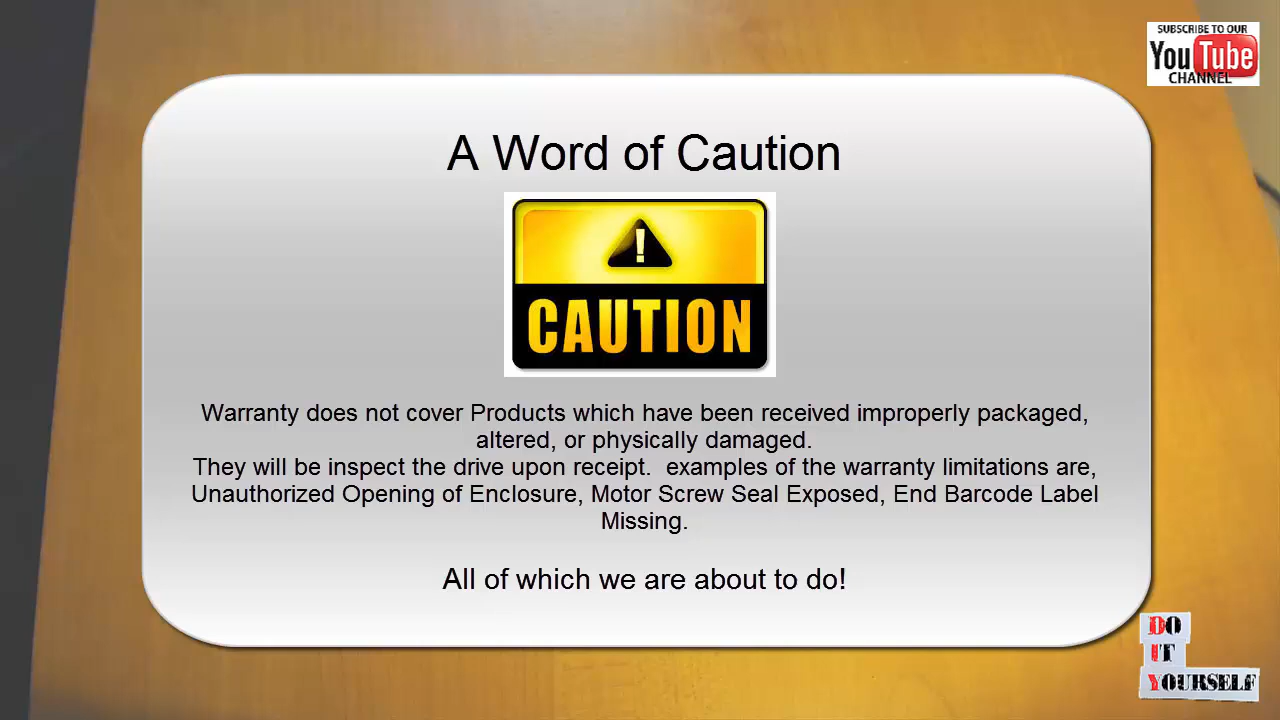 SUBSCRIBE TO OUR
YouTube
CHANNEL
A Word of Caution
!
CAUTION
Warranty does not cover Products which have been received improperly packaged,
altered, or physically damaged.
They will be inspect the drive upon receipt.  examples of the warranty limitations are,
Unauthorized Opening of Enclosure, Motor Screw Seal Exposed, End Barcode Label
Missing.
All of which we are about to do!
DO
IT
YOURSELF